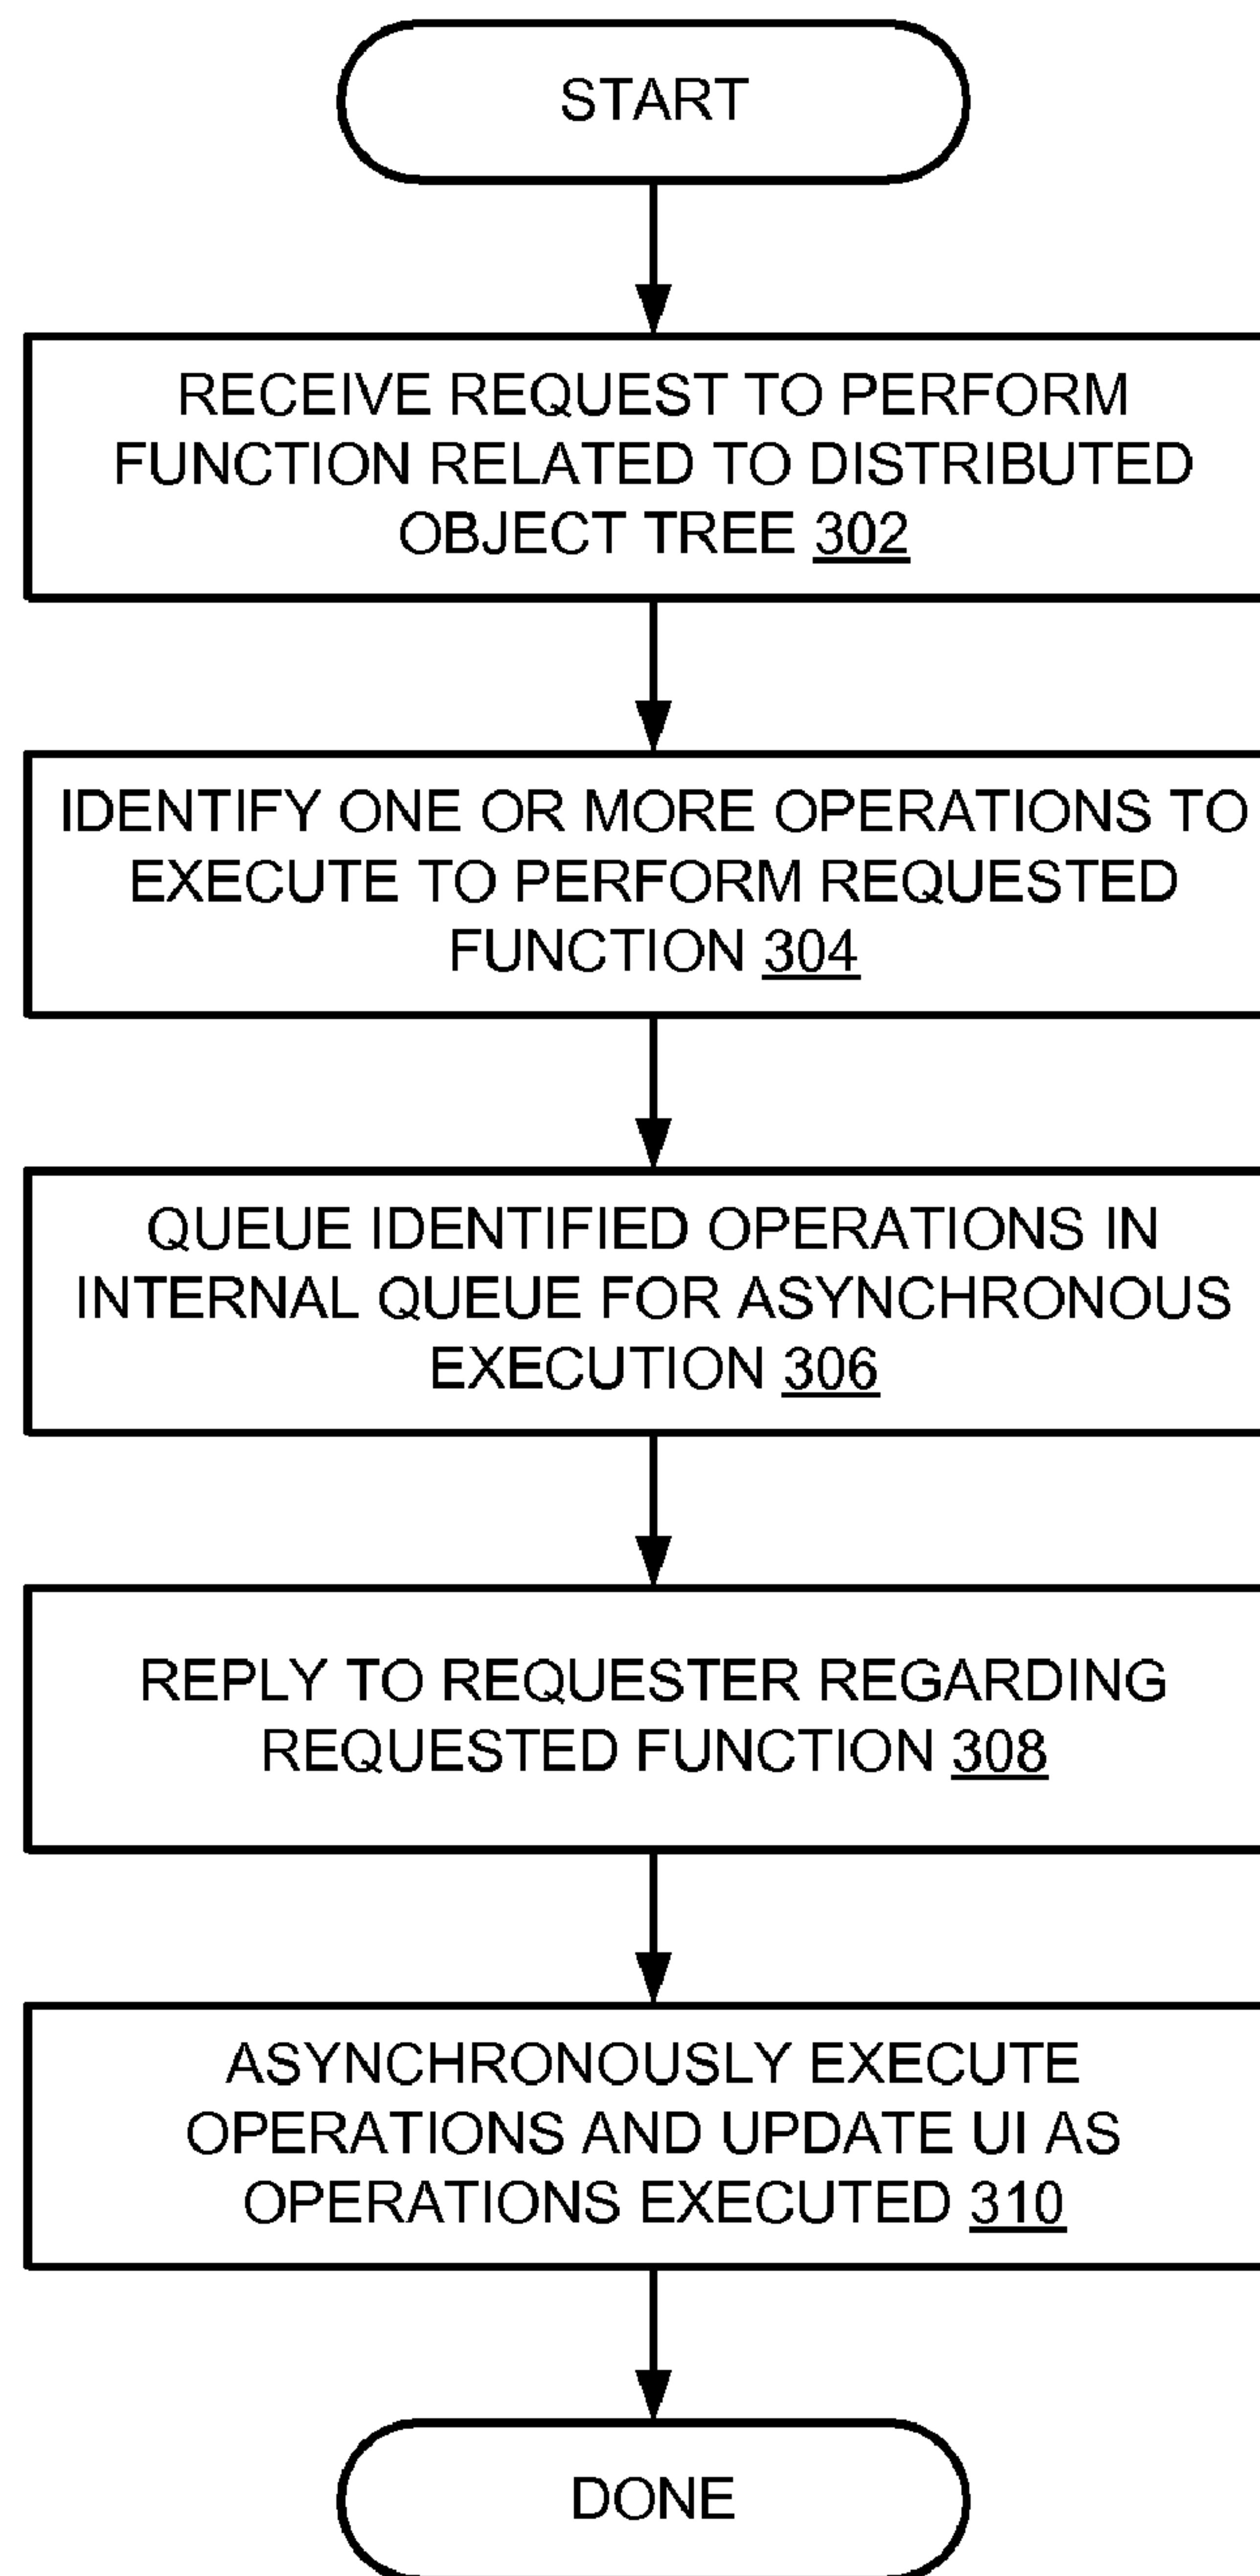 START
RECEIVE REQUEST TO PERFORM
FUNCTION RELATED TO DISTRIBUTED
OBJECT TREE 302
IDENTIFY ONE OR MORE OPERATIONS TO
EXECUTE TO PERFORM REQUESTED
FUNCTION 304
QUEUE IDENTIFIED OPERATIONS IN
INTERNAL QUEUE FOR ASYNCHRONOUS
EXECUTION 306
REPLY TO REQUESTER REGARDING
REQUESTED FUNCTION 308
ASYNCHRONOUSLY EXECUTE
OPERATIONS AND UPDATE UI AS
OPERATIONS EXECUTED 310
DONE